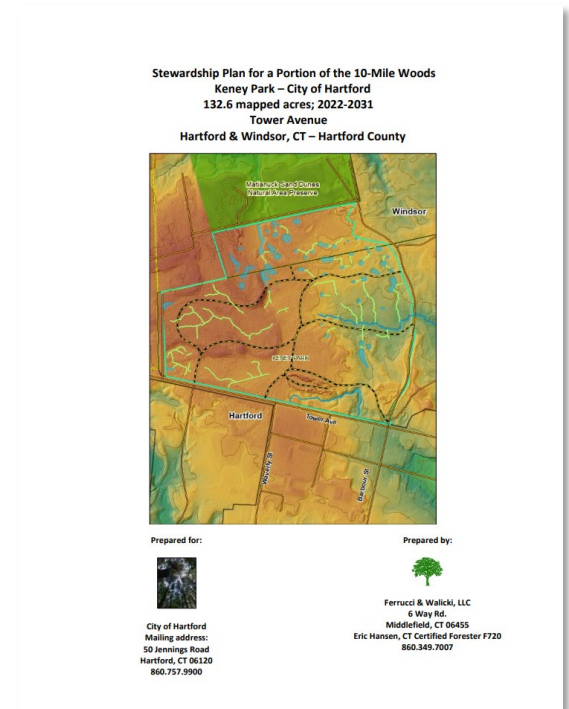 Stewardship Plan for a Portion of the 10-Mile Woods
Keney Park – City of Hartford
132.6 mapped acres; 2022-2031
Tower Avenue
Hartford & Windsor, CT – Hartford County
Matianuck Sand Dunes
Natural Area Preserve
Windsor
KENEY PARK
Hartford
Tower Ave
Waverly St
Barbour St
Prepared for:
City of Hartford
Mailing address:
50 Jennings Road
Hartford, CT 06120
860.757.9900
Prepared by:
Ferrucci & Walicki, LLC
6 Way Rd.
Middlefield, CT 06455
Eric Hansen, CT Certified Forester F720
860.349.7007